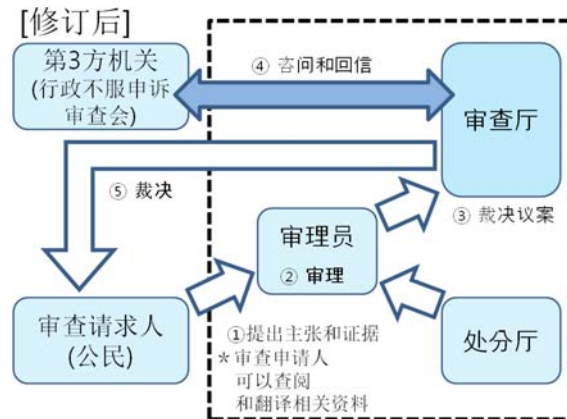 [修订后]
第3方机关
(行政不服申诉
审查会)
④ 咨问和回信
审查厅
⑤ 裁决
③ 裁决议案
审理员
② 审理
审查请求人
(公民)
①提出主张和证据
*审查申请人
可以查阅
和翻译相关资料
处分厅